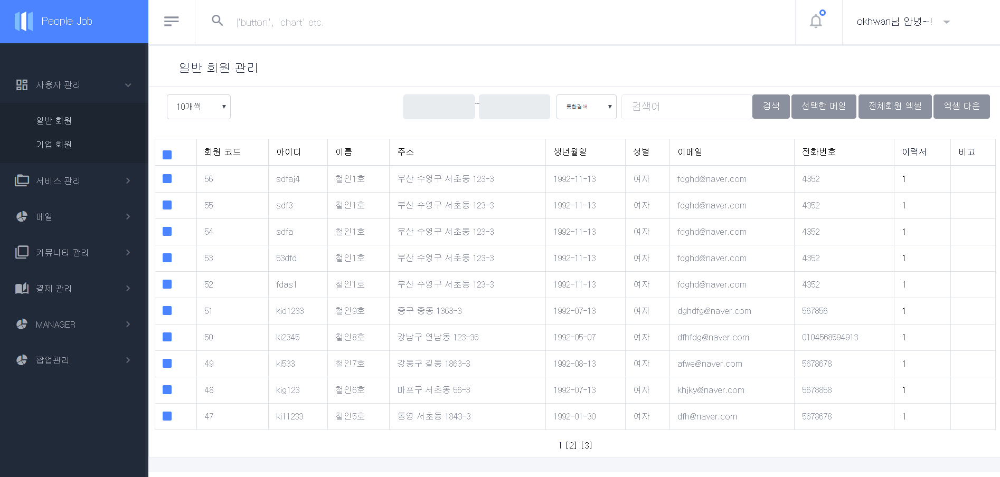 People Job
'button', 'chart' etc.
okhwan님 안녕~!
사용자 관리
일반 회원
기업 회원
서비스 관리
메일
커뮤니티 관리
결제 관리
MANAGER
팝업관리
일반 회원 관리
10개씩 ~ 통합검색 검색어 검색 선택한 메일 전체회원 엑셀 엑셀 다운
회원 코드 아이디 이름 주소 생년월일 성별 이메일 전화번호 이력서 비고
56 sdfaj4 철인1호 부산 수영구 서초동 123-3 1992-11-13 여자 fdghd@naver.com 4352 1
55 sdf3 철인1호 부산 수영구 서초동 123-3 1992-11-13 여자 fdghd@naver.com 4352 1
54 sdfa 철인1호 부산 수영구 서초동 123-3 1992-11-13 여자 fdghd@naver.com 4352 1
53 53dfd 철인1호 부산 수영구 서초동 123-3 1992-11-13 여자 fdghd@naver.com 4352 1
52 fdas1 철인1호 부산 수영구 서초동 123-3 1992-11-13 여자 fdghd@naver.com 4352 1
51 kid1233 철인9호 중구 중동 1363-3 1992-07-13 여자 dghdfg@naver.com 567856 1
50 ki2345 철인8호 강남구 연남동 123-36 1992-05-07 여자 dfhfdg@naver.com 0104568594913 1
49 ki533 철인7호 강동구 길동 1863-3 1992-08-13 여자 afwe@naver.com 5678678 1
48 kig123 철인6호 마포구 서초동 56-3 1992-07-13 여자 khjky@naver.com 5678858 1
47 ki11233 철인5호 통영 서초동 1843-3 1992-01-30 여자 dfh@naver.com 5678678 1
1 [2] [3]